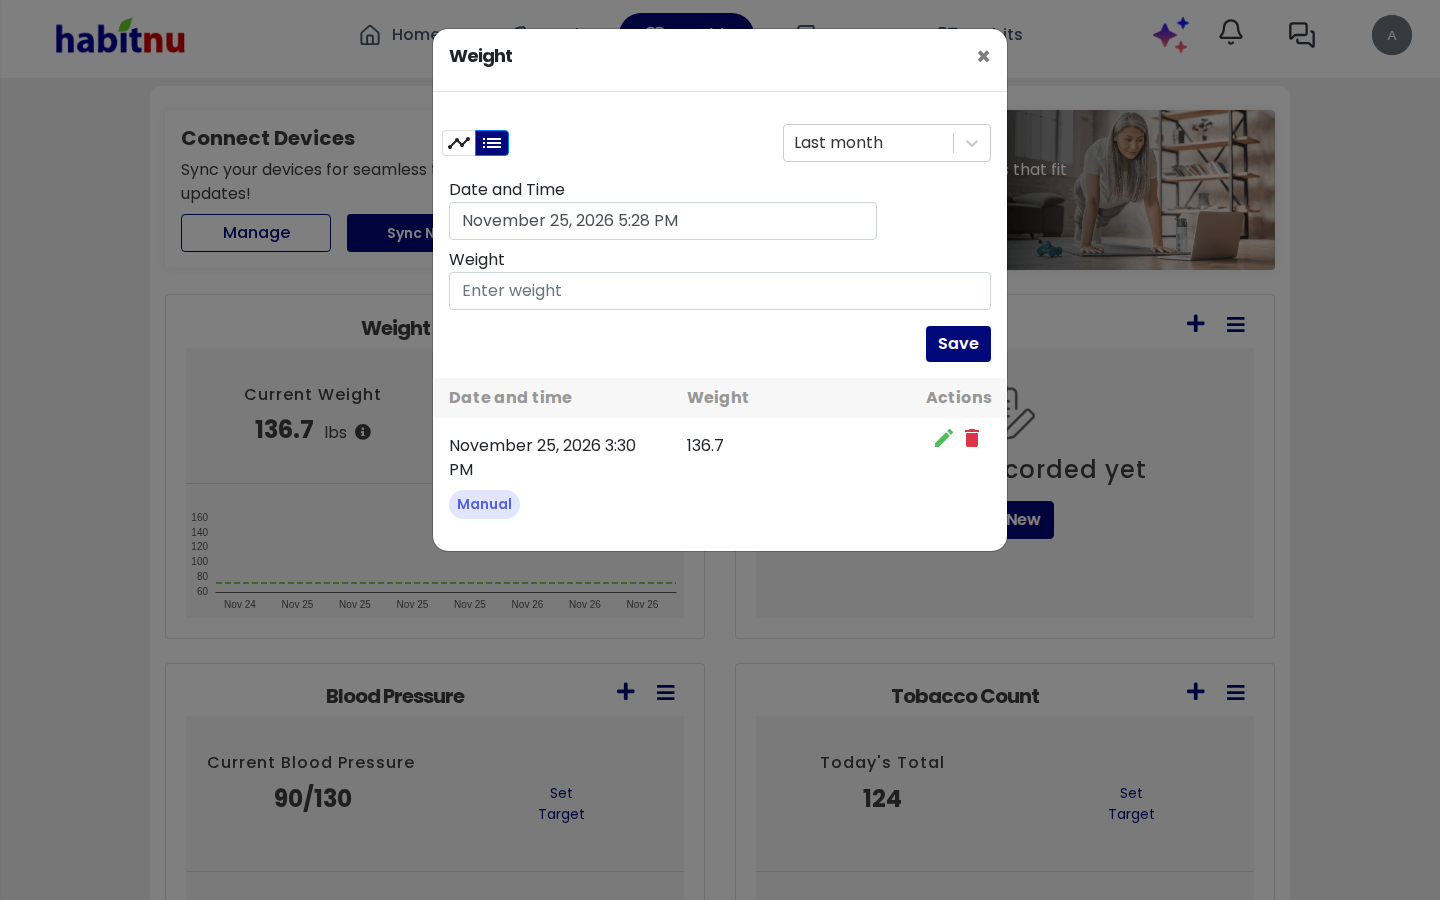 habitnu
Home
A
Weight
×
Connect Devices
Sync your devices for seamless
updates!
Manage
that fit
Last month
Date and Time
November 25, 2026 5:28 PM
Weight
Enter weight
Save
Date and time
Weight
Actions
November 25, 2026 3:30
PM
136.7
Manual
Weight
Current Weight
136.7 lbs
160
140
120
100
80
60
Nov 24
Nov 25
Nov 25
Nov 25
Nov 25
Nov 26
Nov 26
Nov 26
yet
New
Blood Pressure
Current Blood Pressure
90/130
Set
Target
Tobacco Count
Today's Total
124
Set
Target